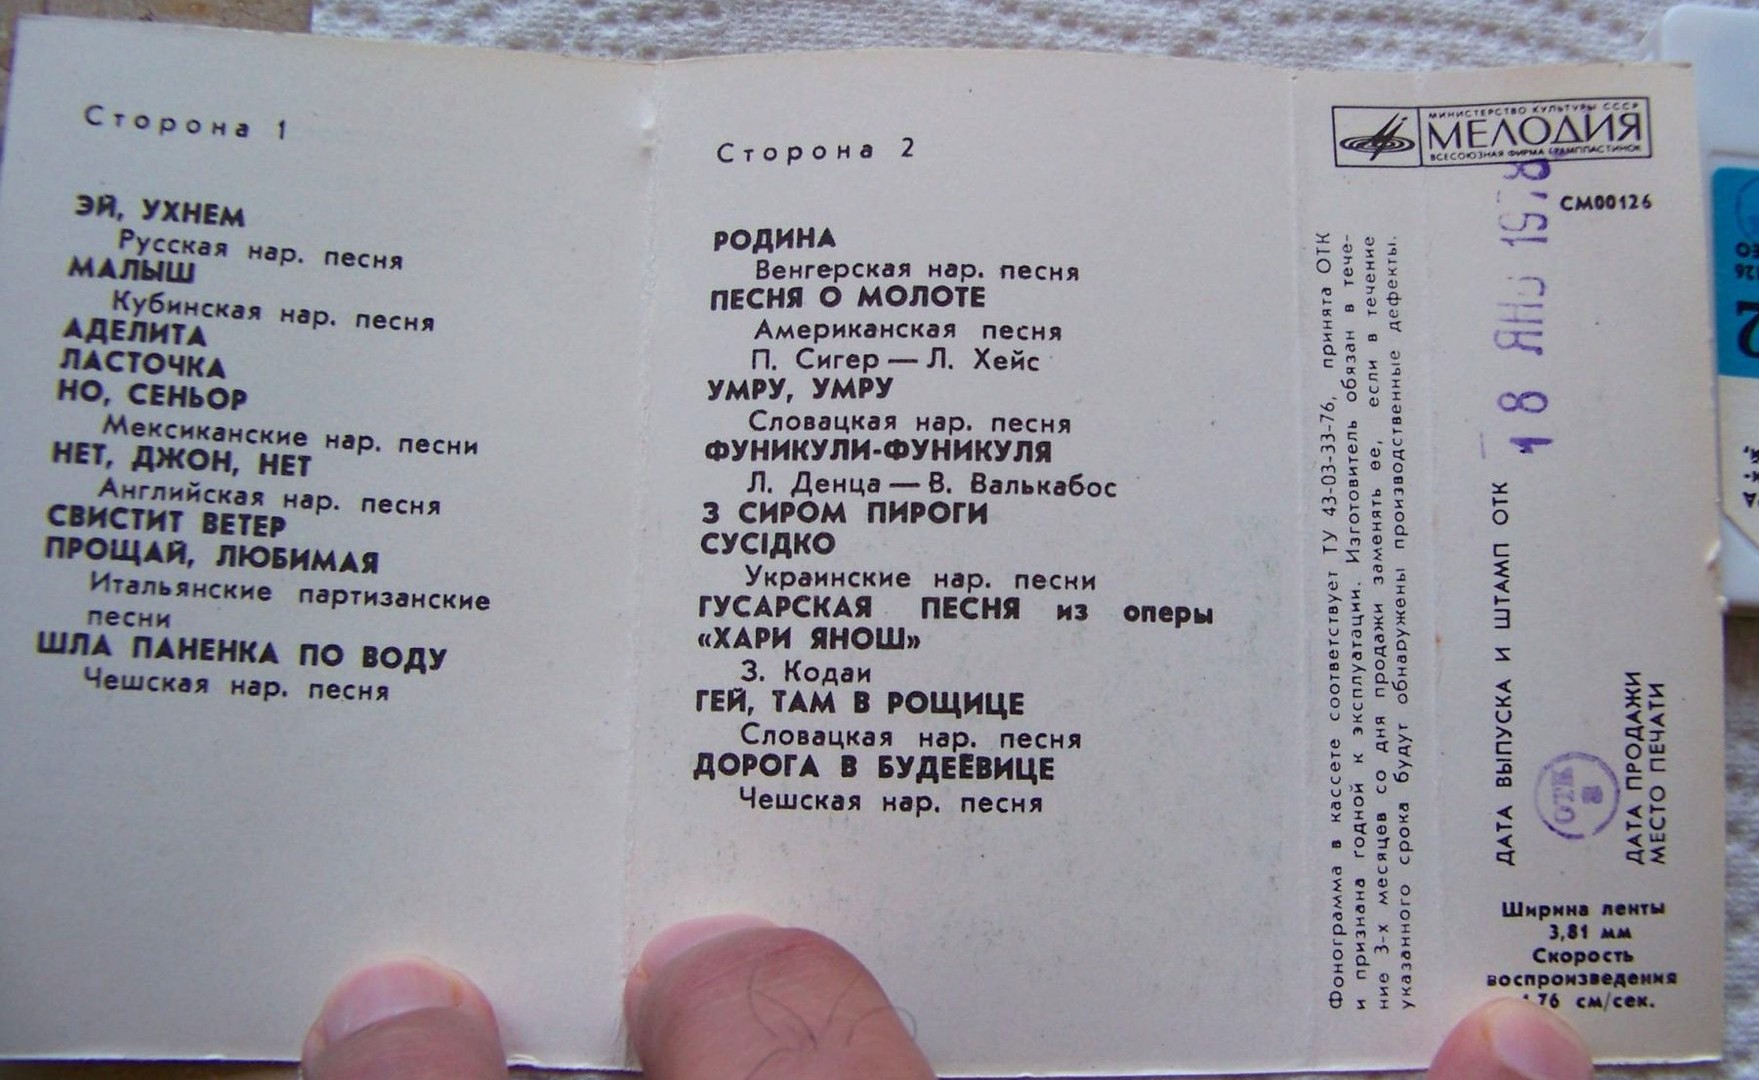 Сторона 1
ЭЙ, УХНЕМ
Русская нар. песня
МАЛЫШ
Кубинская нар. песня
АДЕЛИТА
ЛАСТОЧКА
НО, СЕНЬОР
Мексиканские нар. песни
НЕТ, ДЖОН, НЕТ
Английская нар. песня
СВИСТИТ ВЕТЕР
ПРОЩАЙ, ЛЮБИМАЯ
Итальянские партизанские
песни
ШЛА ПАНЕНКА ПО ВОДУ
Чешская нар. песня
Сторона 2
РОДИНА
Венгерская нар. песня
ПЕСНЯ О МОЛОТЕ
Американская песня
П. Сигер — Л. Хейс
УМРУ, УМРУ
Словацкая нар. песня
ФУНИКУЛИ-ФУНИКУЛЯ
Л. Денца — В. Валькабос
З СИРОМ ПИРОГИ
СУСІДКО
Украинские нар. песни
ГУСАРСКАЯ ПЕСНЯ из оперы
«ХАРИ ЯНОШ»
З. Кодаи
ГЕЙ, ТАМ В РОЩИЦЕ
Словацкая нар. песня
ДОРОГА В БУДЕЁВИЦЕ
Чешская нар. песня
Фонограмма в кассете соответствует ТУ 43-03-33-76, принята ОТК
и признана годной к эксплуатации. Изготовитель обязан в тече-
ние 3-х месяцев со дня продажи заменять ее, если в течение
указанного срока будут обнаружены производственные дефекты.
МИНИСТЕРСТВО КУЛЬТУРЫ СССР
МЕЛОДИЯ
ВСЕСОЮЗНАЯ ФИРМА ГРАМПЛАСТИНОК
СМ00126
ДАТА ВЫПУСКА И ШТАМП ОТК
18 ЯНВ 1978
ОТК
8
ДАТА ПРОДАЖИ
МЕСТО ПЕЧАТИ
Ширина ленты
3,81 мм
Скорость
воспроизведения
76 см/сек.
2